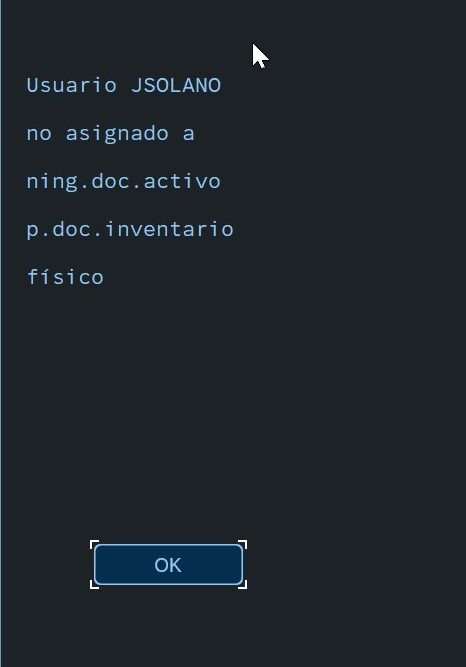 Usuario JSOLANO
no asignado a
ning.doc.activo
p.doc.inventario
físico
OK